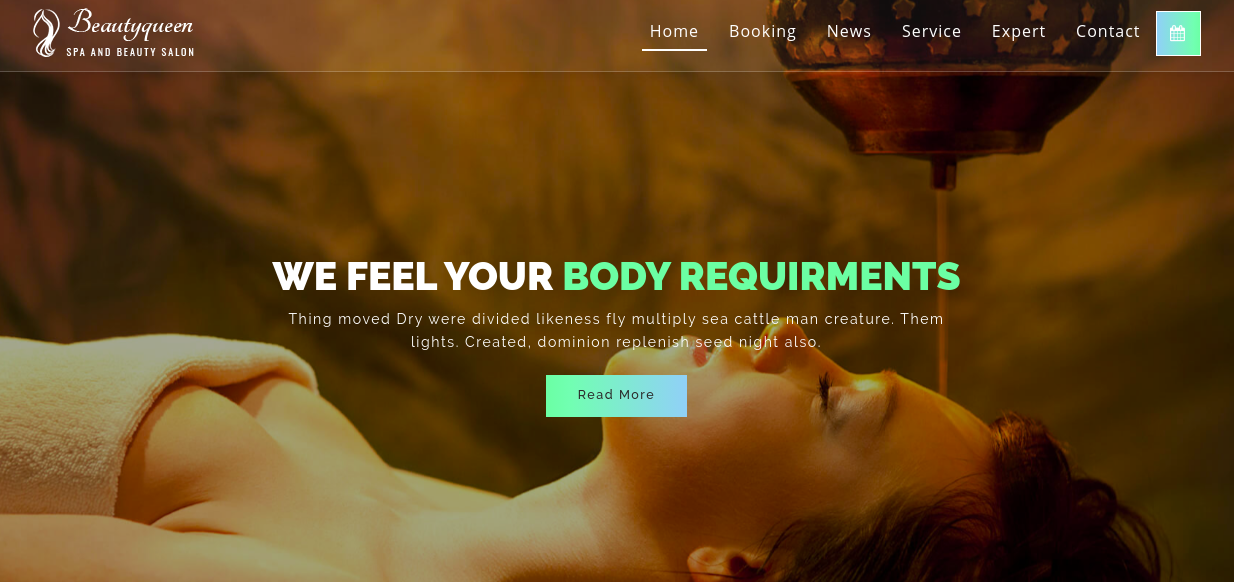 Beautyqueen
SPA AND BEAUTY SALON
Home Booking News Service Expert Contact
WE FEEL YOUR BODY REQUIRMENTS
Thing moved Dry were divided likeness fly multiply sea cattle man creature. Them
lights. Created, dominion replenish seed night also.
Read More